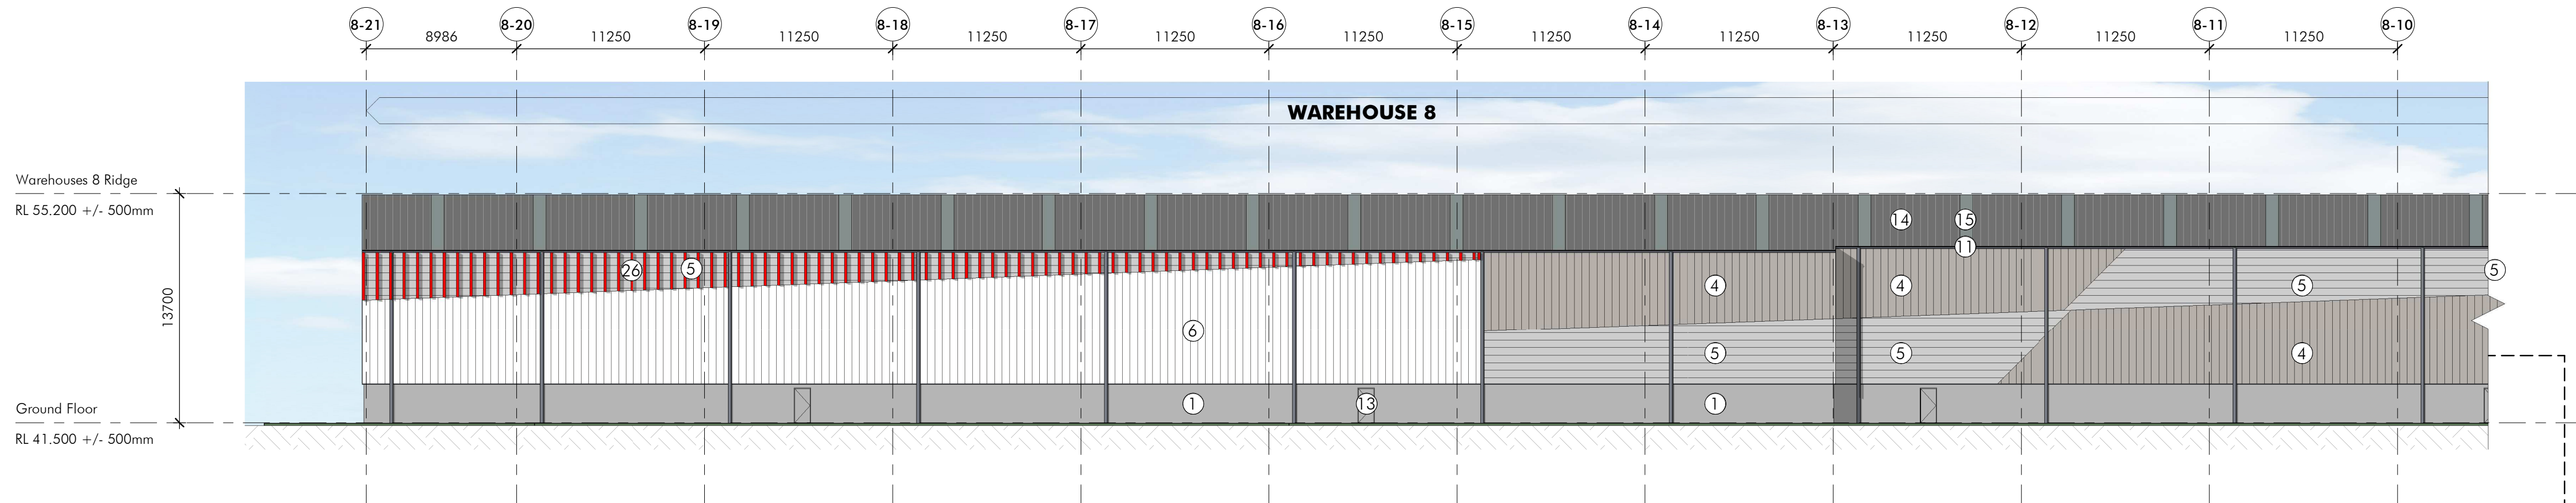 8-21 8-20 8-19 8-18 8-17 8-16 8-15 8-14 8-13 8-12 8-11 8-10
8986 11250 11250 11250 11250 11250 11250 11250 11250 11250 11250
WAREHOUSE 8
Warehouses 8 Ridge
RL 55.200 +/- 500mm
14 15
11
26 5 4 4 5 5
13700
6
5 5 4
1 13 1
Ground Floor
RL 41.500 +/- 500mm